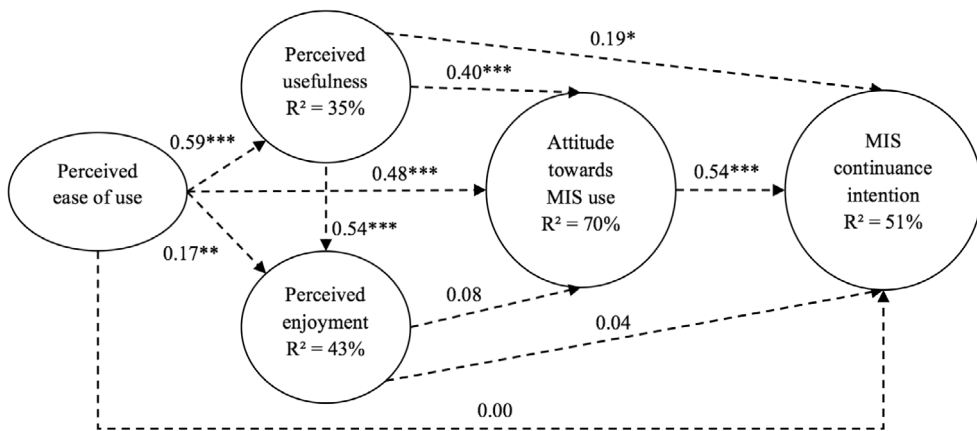 Perceived
usefulness
R² = 35%
0.19*
0.40***
Perceived
ease of use
0.59***
0.48***
0.17**
0.54***
Attitude
towards
MIS use
R² = 70%
0.54***
MIS
continuance
intention
R² = 51%
Perceived
enjoyment
R² = 43%
0.08
0.04
0.00